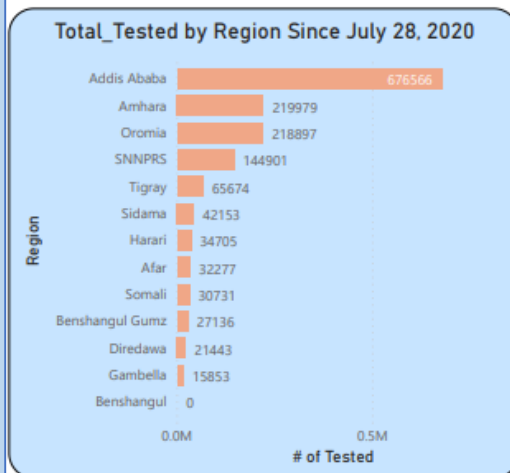 Total_Tested by Region Since July 28, 2020
Addis Ababa 676566
Amhara 219979
Oromia 218897
SNNPRS 144901
Tigray 65674
Sidama 42153
Harari 34705
Afar 32277
Somali 30731
Benshangul Gumz 27136
Diredawa 21443
Gambella 15853
Benshangul 0
Region
0.0M 0.5M
# of Tested